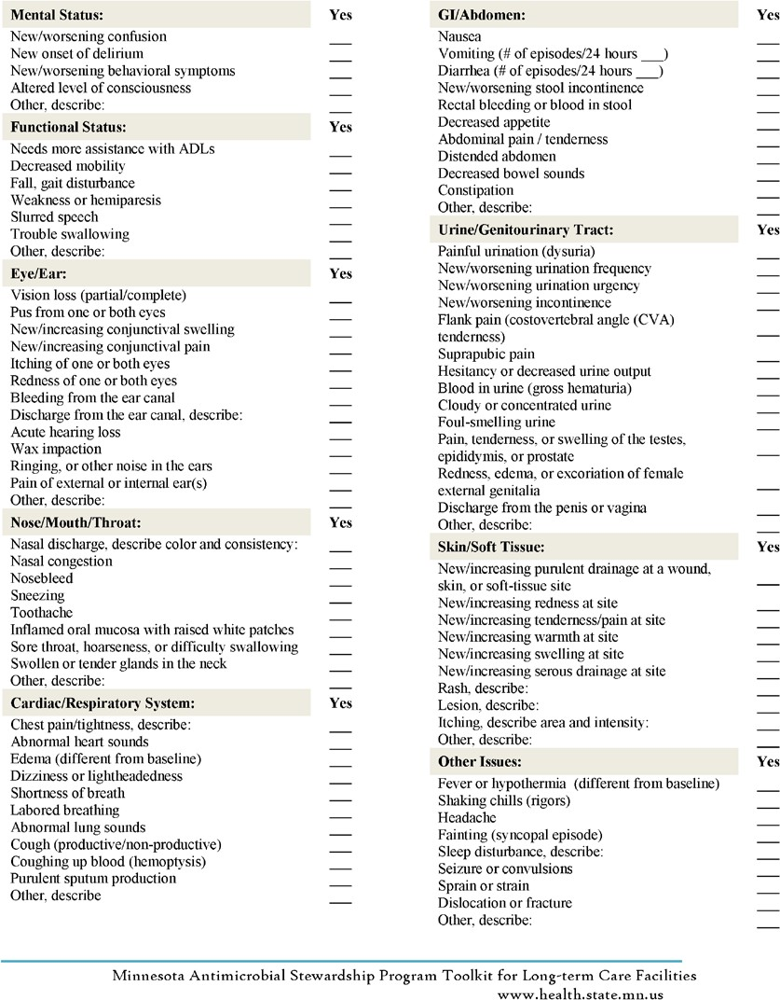 Mental Status: Yes
New/worsening confusion ___
New onset of delirium ___
New/worsening behavioral symptoms ___
Altered level of consciousness ___
Other, describe: ___
Functional Status: Yes
Needs more assistance with ADLs ___
Decreased mobility ___
Fall, gait disturbance ___
Weakness or hemiparesis ___
Slurred speech ___
Trouble swallowing ___
Other, describe: ___
Eye/Ear: Yes
Vision loss (partial/complete) ___
Pus from one or both eyes ___
New/increasing conjunctival swelling ___
New/increasing conjunctival pain ___
Itching of one or both eyes ___
Redness of one or both eyes ___
Bleeding from the ear canal ___
Discharge from the ear canal, describe: ___
Acute hearing loss ___
Wax impaction ___
Ringing, or other noise in the ears ___
Pain of external or internal ear(s) ___
Other, describe: ___
Nose/Mouth/Throat: Yes
Nasal discharge, describe color and consistency: ___
Nasal congestion ___
Nosebleed ___
Sneezing ___
Toothache ___
Inflamed oral mucosa with raised white patches ___
Sore throat, hoarseness, or difficulty swallowing ___
Swollen or tender glands in the neck ___
Other, describe: ___
Cardiac/Respiratory System: Yes
Chest pain/tightness, describe: ___
Abnormal heart sounds ___
Edema (different from baseline) ___
Dizziness or lightheadedness ___
Shortness of breath ___
Labored breathing ___
Abnormal lung sounds ___
Cough (productive/non-productive) ___
Coughing up blood (hemoptysis) ___
Purulent sputum production ___
Other, describe ___
GI/Abdomen: Yes
Nausea ___
Vomiting (# of episodes/24 hours ___) ___
Diarrhea (# of episodes/24 hours ___) ___
New/worsening stool incontinence ___
Rectal bleeding or blood in stool ___
Decreased appetite ___
Abdominal pain / tenderness ___
Distended abdomen ___
Decreased bowel sounds ___
Constipation ___
Other, describe: ___
Urine/Genitourinary Tract: Yes
Painful urination (dysuria) ___
New/worsening urination frequency ___
New/worsening urination urgency ___
New/worsening incontinence ___
Flank pain (costovertebral angle (CVA)
tenderness) ___
Suprapubic pain ___
Hesitancy or decreased urine output ___
Blood in urine (gross hematuria) ___
Cloudy or concentrated urine ___
Foul-smelling urine ___
Pain, tenderness, or swelling of the testes,
epididymis, or prostate ___
Redness, edema, or excoriation of female
external genitalia ___
Discharge from the penis or vagina ___
Other, describe: ___
Skin/Soft Tissue: Yes
New/increasing purulent drainage at a wound,
skin, or soft-tissue site ___
New/increasing redness at site ___
New/increasing tenderness/pain at site ___
New/increasing warmth at site ___
New/increasing swelling at site ___
New/increasing serous drainage at site ___
Rash, describe: ___
Lesion, describe: ___
Itching, describe area and intensity: ___
Other, describe: ___
Other Issues: Yes
Fever or hypothermia (different from baseline) ___
Shaking chills (rigors) ___
Headache ___
Fainting (syncopal episode) ___
Sleep disturbance, describe: ___
Seizure or convulsions ___
Sprain or strain ___
Dislocation or fracture ___
Other, describe: ___
Minnesota Antimicrobial Stewardship Program Toolkit for Long-term Care Facilities
www.health.state.mn.us